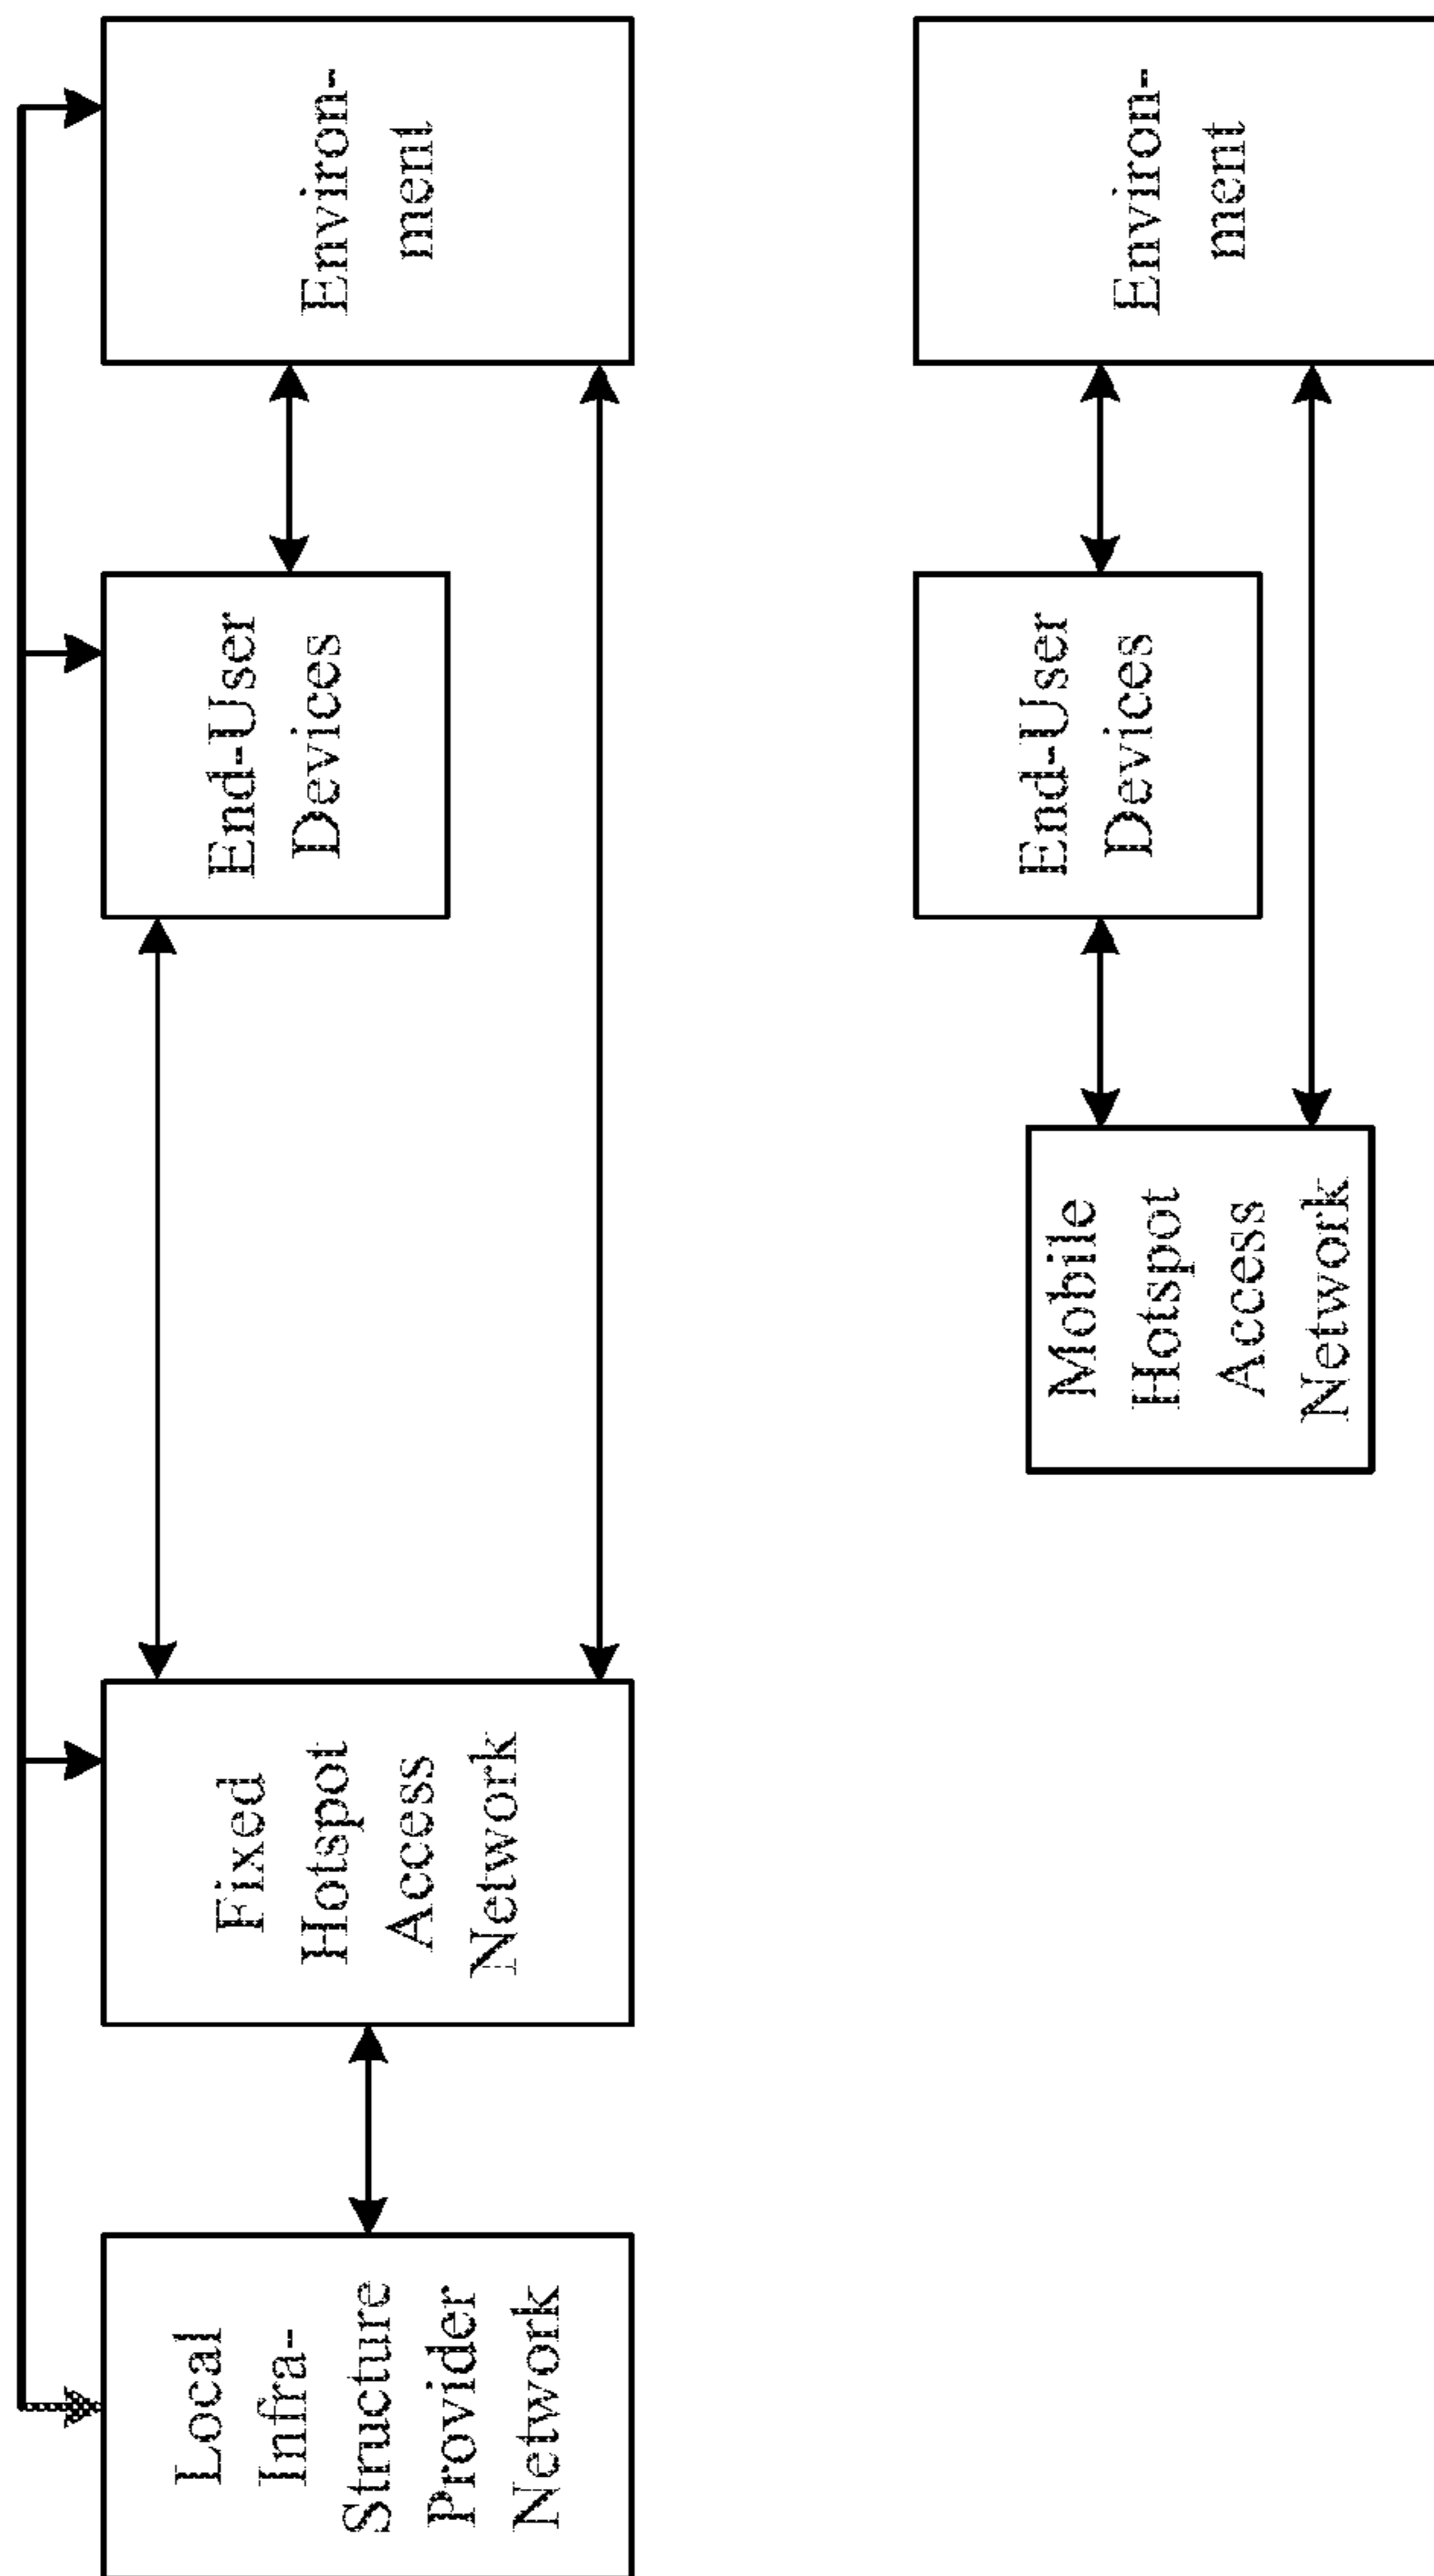 Local
Infra-
Structure
Provider
Network
Fixed
Hotspot
Access
Network
End-User
Devices
Environ-
ment
Mobile
Hotspot
Access
Network
End-User
Devices
Environ-
ment